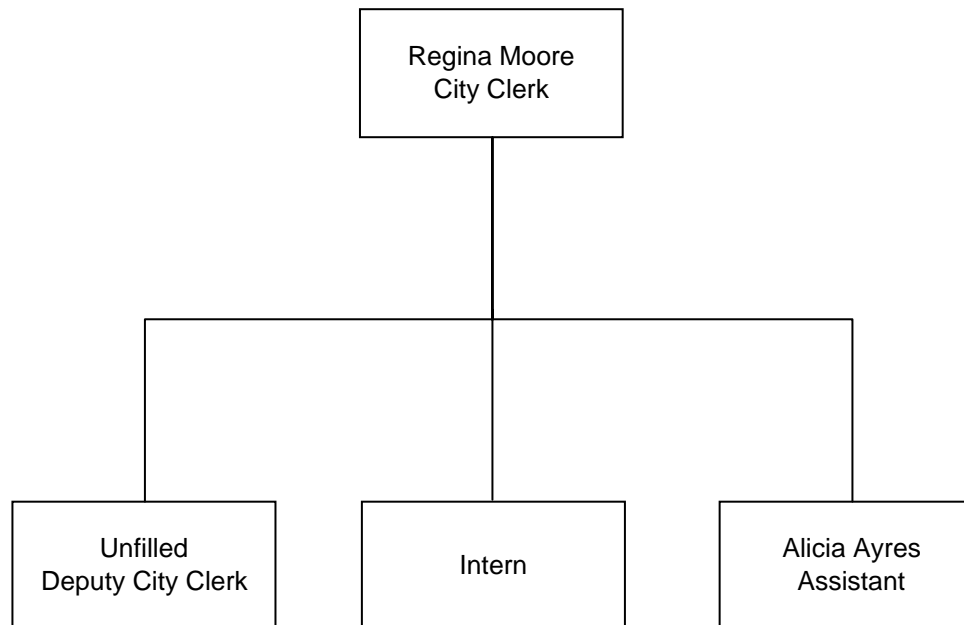 Regina Moore
City Clerk
Unfilled
Deputy City Clerk
Intern
Alicia Ayres
Assistant